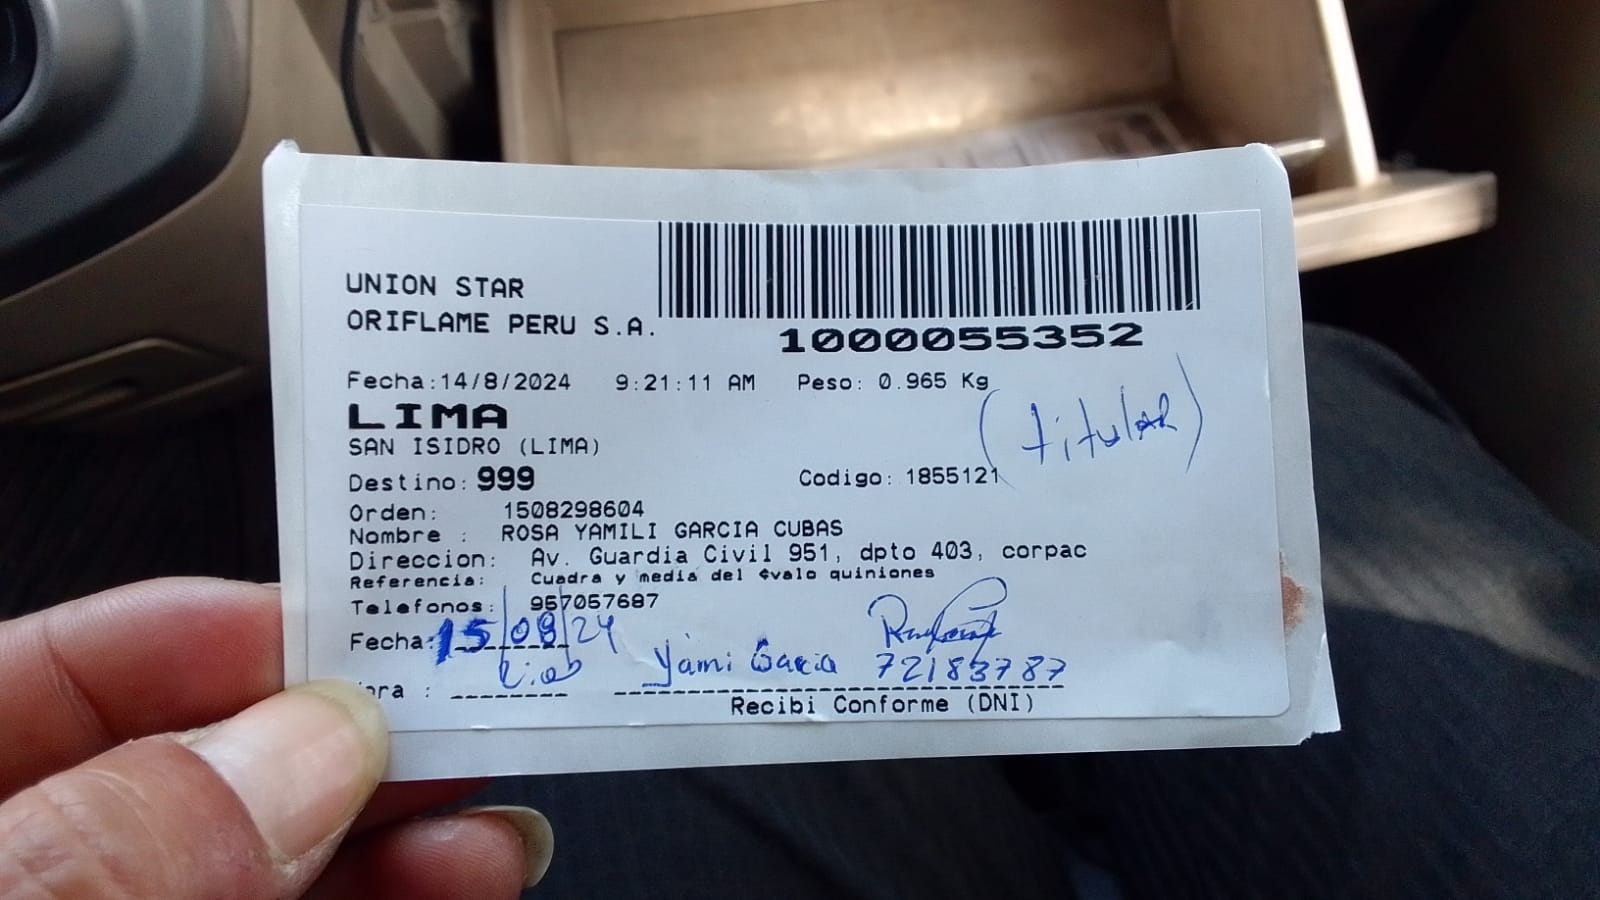 UNION STAR
ORIFLAME PERU S.A.
1000055352
Fecha:14/8/2024 9:21:11 AM Peso: 0.965 Kg
LIMA
(titular)
SAN ISIDRO (LIMA)
Destino: 999 Codigo: 1855121
Orden: 1508298604
Nombre : ROSA YAMILI GARCIA CUBAS
Direccion: Av. Guardia Civil 951, dpto 403, corpac
Referencia: Cuadra y media del ¢valo quiniones
Telefonos: 957057687
Fecha: 15/08/24
Yami Garcia 72183787
ora :
Recibi Conforme (DNI)